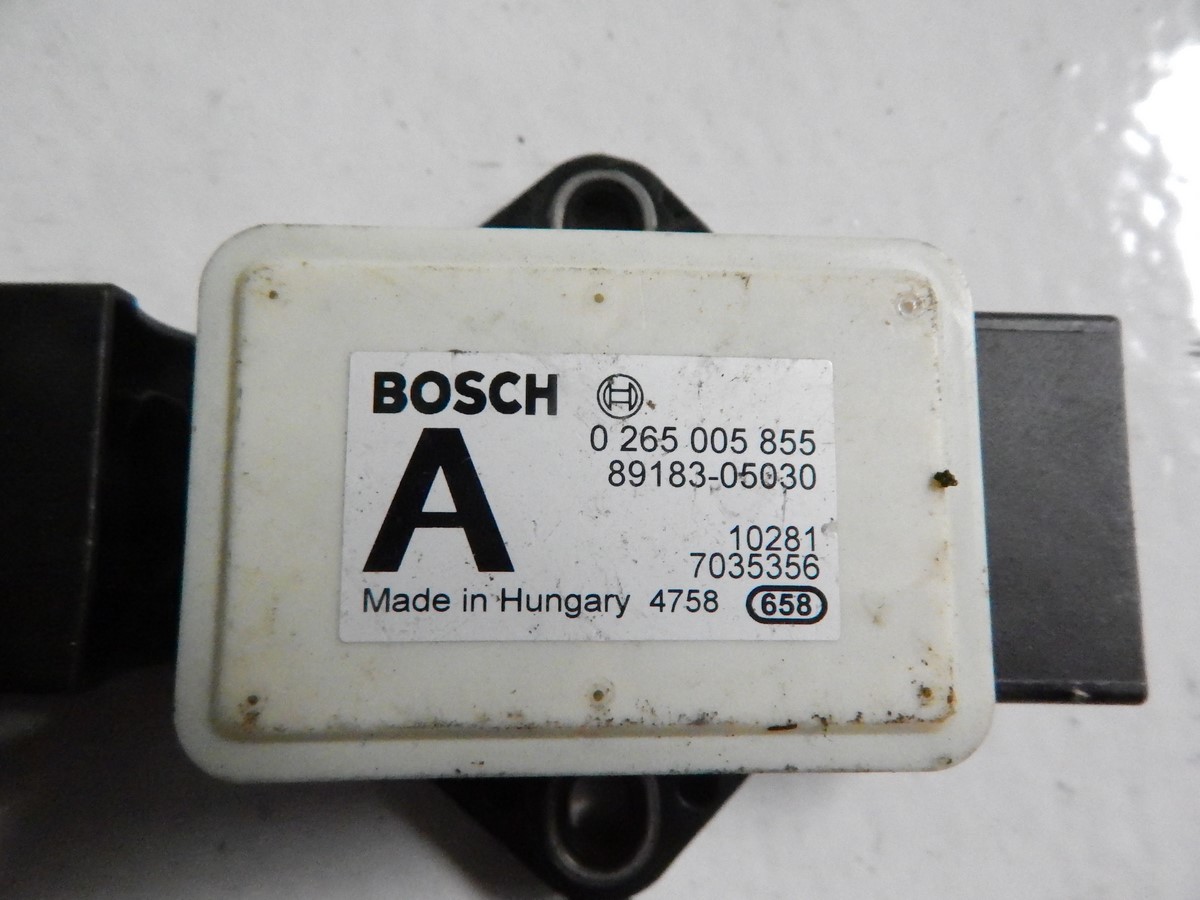 BOSCH
0 265 005 855
89183-05030
A
10281
7035356
Made in Hungary 4758 658